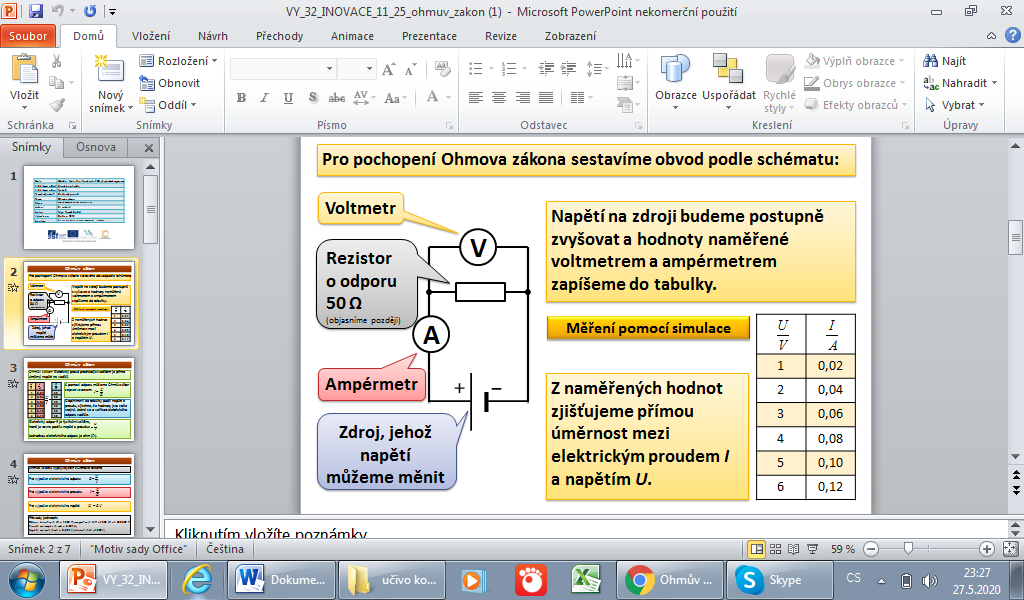 VY_32_INOVACE_11_25_ohmuv_zakon (1) - Microsoft PowerPoint nekomerční použití
Soubor Domů Vložení Návrh Přechody Animace Prezentace Revize Zobrazení
Vložit
Nový snímek
Rozložení
Obnovit
Oddíl
Obrazce Uspořádat Rychlé styly
Výplň obrazce
Obrys obrazce
Efekty obrazců
Najít
Nahradit
Vybrat
Schránka Snímky Písmo Odstavec Kreslení Úpravy
Snímky Osnova
1
2
3
4
Pro pochopení Ohmova zákona sestavíme obvod podle schématu:
Voltmetr
V
Rezistor
o odporu
50 Ω
(objasníme později)
A
Ampérmetr
+ −
Zdroj, jehož
napětí
můžeme měnit
Napětí na zdroji budeme postupně
zvyšovat a hodnoty naměřené
voltmetrem a ampérmetrem
zapíšeme do tabulky.
Měření pomocí simulace
Z naměřených hodnot
zjišťujeme přímou
úměrnost mezi
elektrickým proudem I
a napětím U.
U/V I/A
1 0,02
2 0,04
3 0,06
4 0,08
5 0,10
6 0,12
Kliknutím vložíte poznámky
Snímek 2 z 7 "Motiv sady Office" Čeština 59 %
VY_32_IN... Dokume... učivo ko... Ohmův ... Skype CS 23:27
27.5.2020